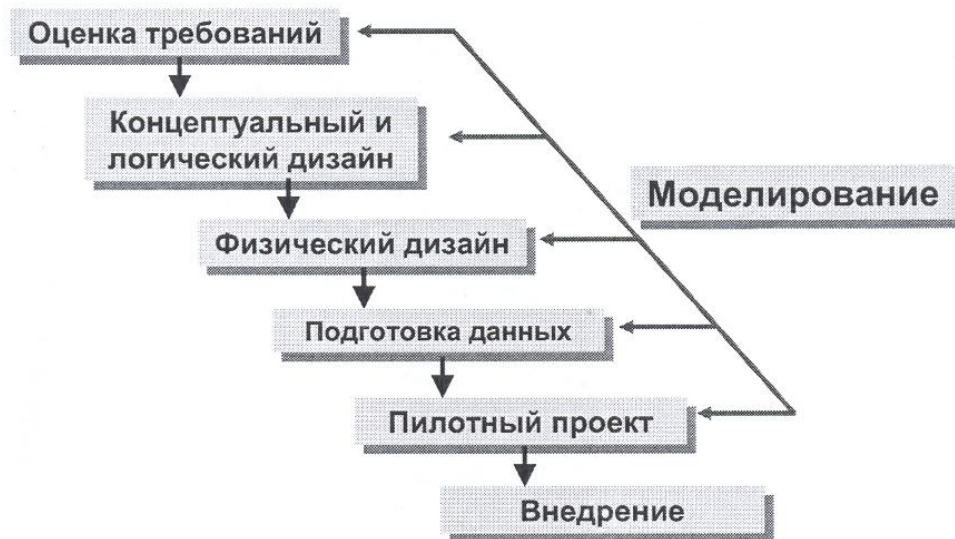 Оценка требований
Концептуальный и
логический дизайн
Моделирование
Физический дизайн
Подготовка данных
Пилотный проект
Внедрение